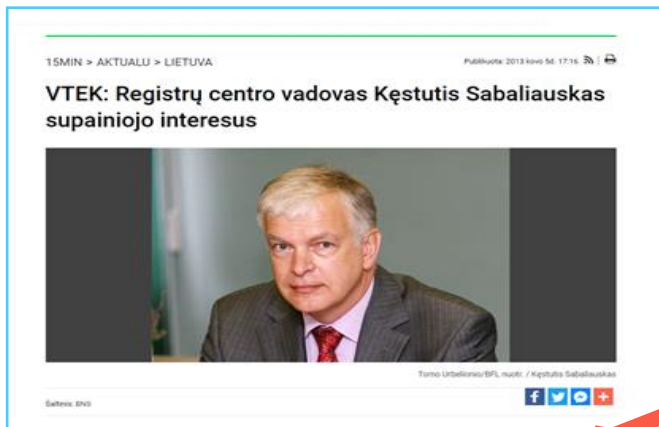 15MIN > AKTUALU > LIETUVA
Publikuota: 2013 kovo 5d. 17:16
VTEK: Registrų centro vadovas Kęstutis Sabaliauskas
supainiojo interesus
Tomo Urbelionio/BFL nuotr. / Kęstutis Sabaliauskas
Šaltinis: BNS